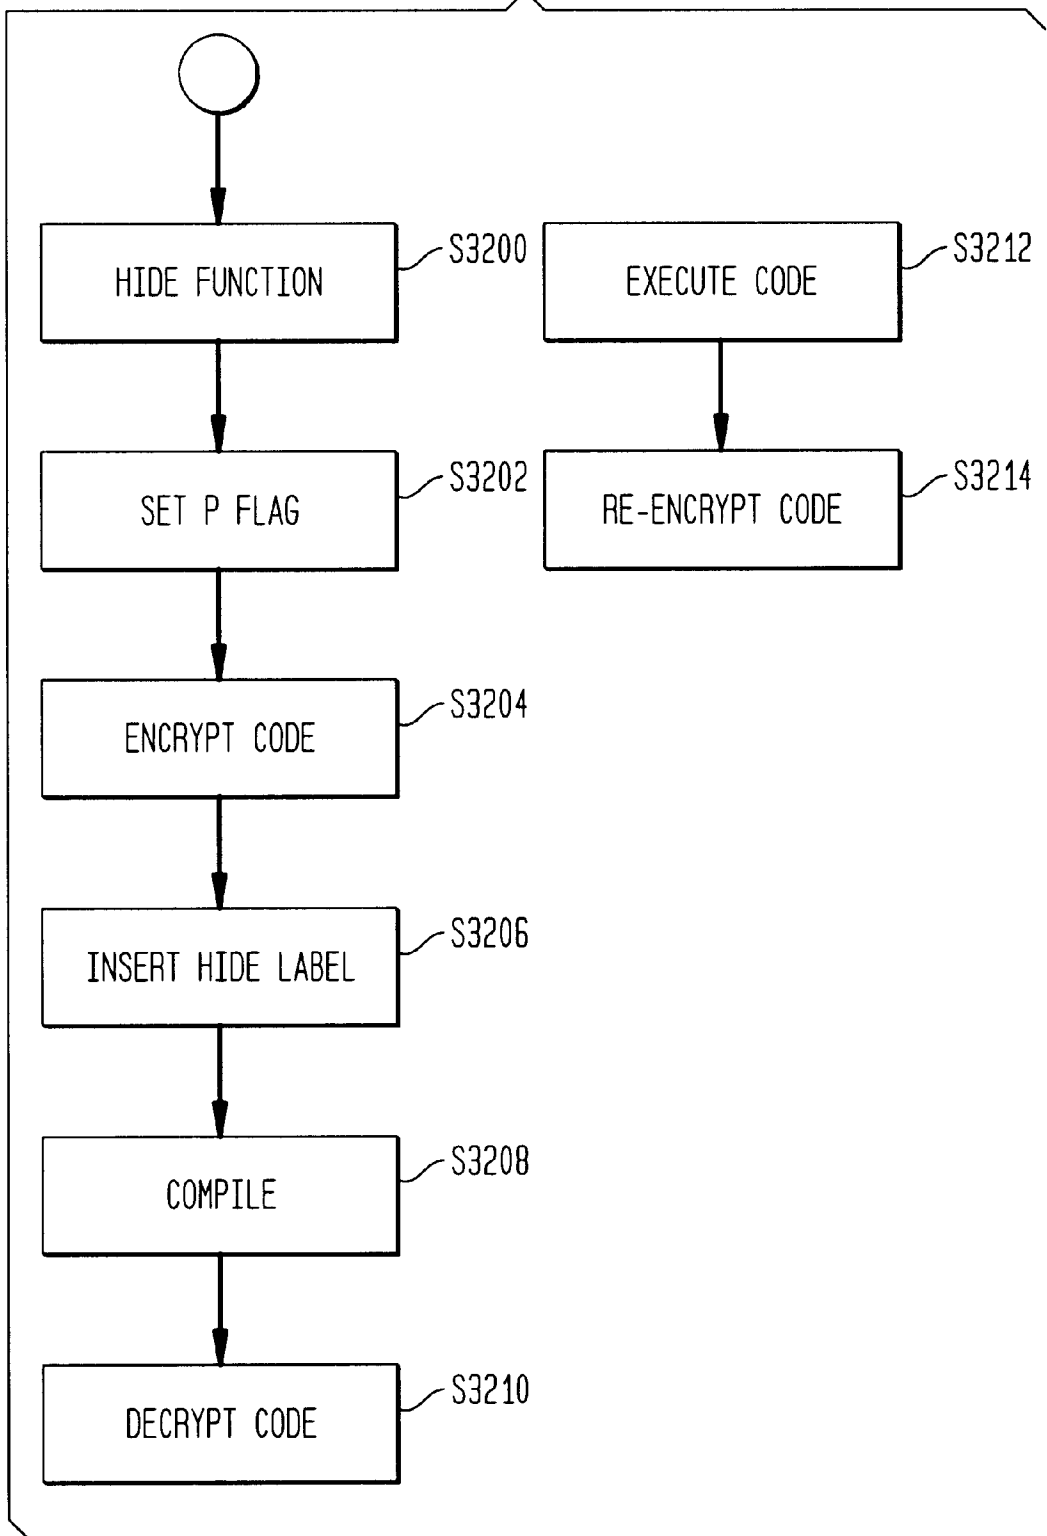 HIDE FUNCTION
S3200
SET P FLAG
S3202
ENCRYPT CODE
S3204
INSERT HIDE LABEL
S3206
COMPILE
S3208
DECRYPT CODE
S3210
EXECUTE CODE
S3212
RE-ENCRYPT CODE
S3214